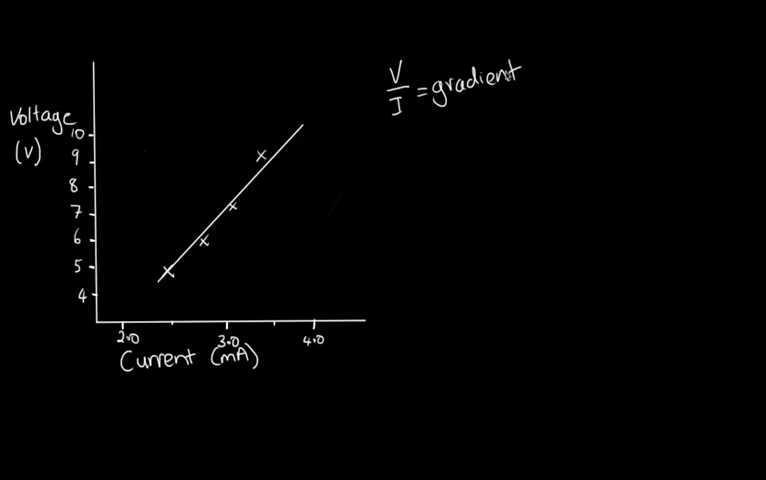 V
I = gradient
Voltage
(V)
10
9
8
7
6
5
4
2.0
3.0
4.0
Current (mA)